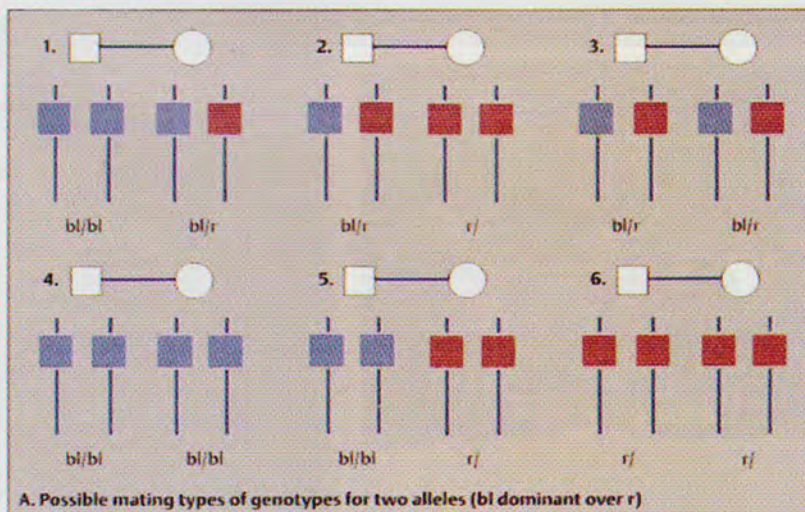 1. 2. 3.
bl/bl bl/r bl/r r/ bl/r bl/r
4. 5. 6.
bl/bl bl/bl bl/bl r/ r/ r/
A. Possible mating types of genotypes for two alleles (bl dominant over r)